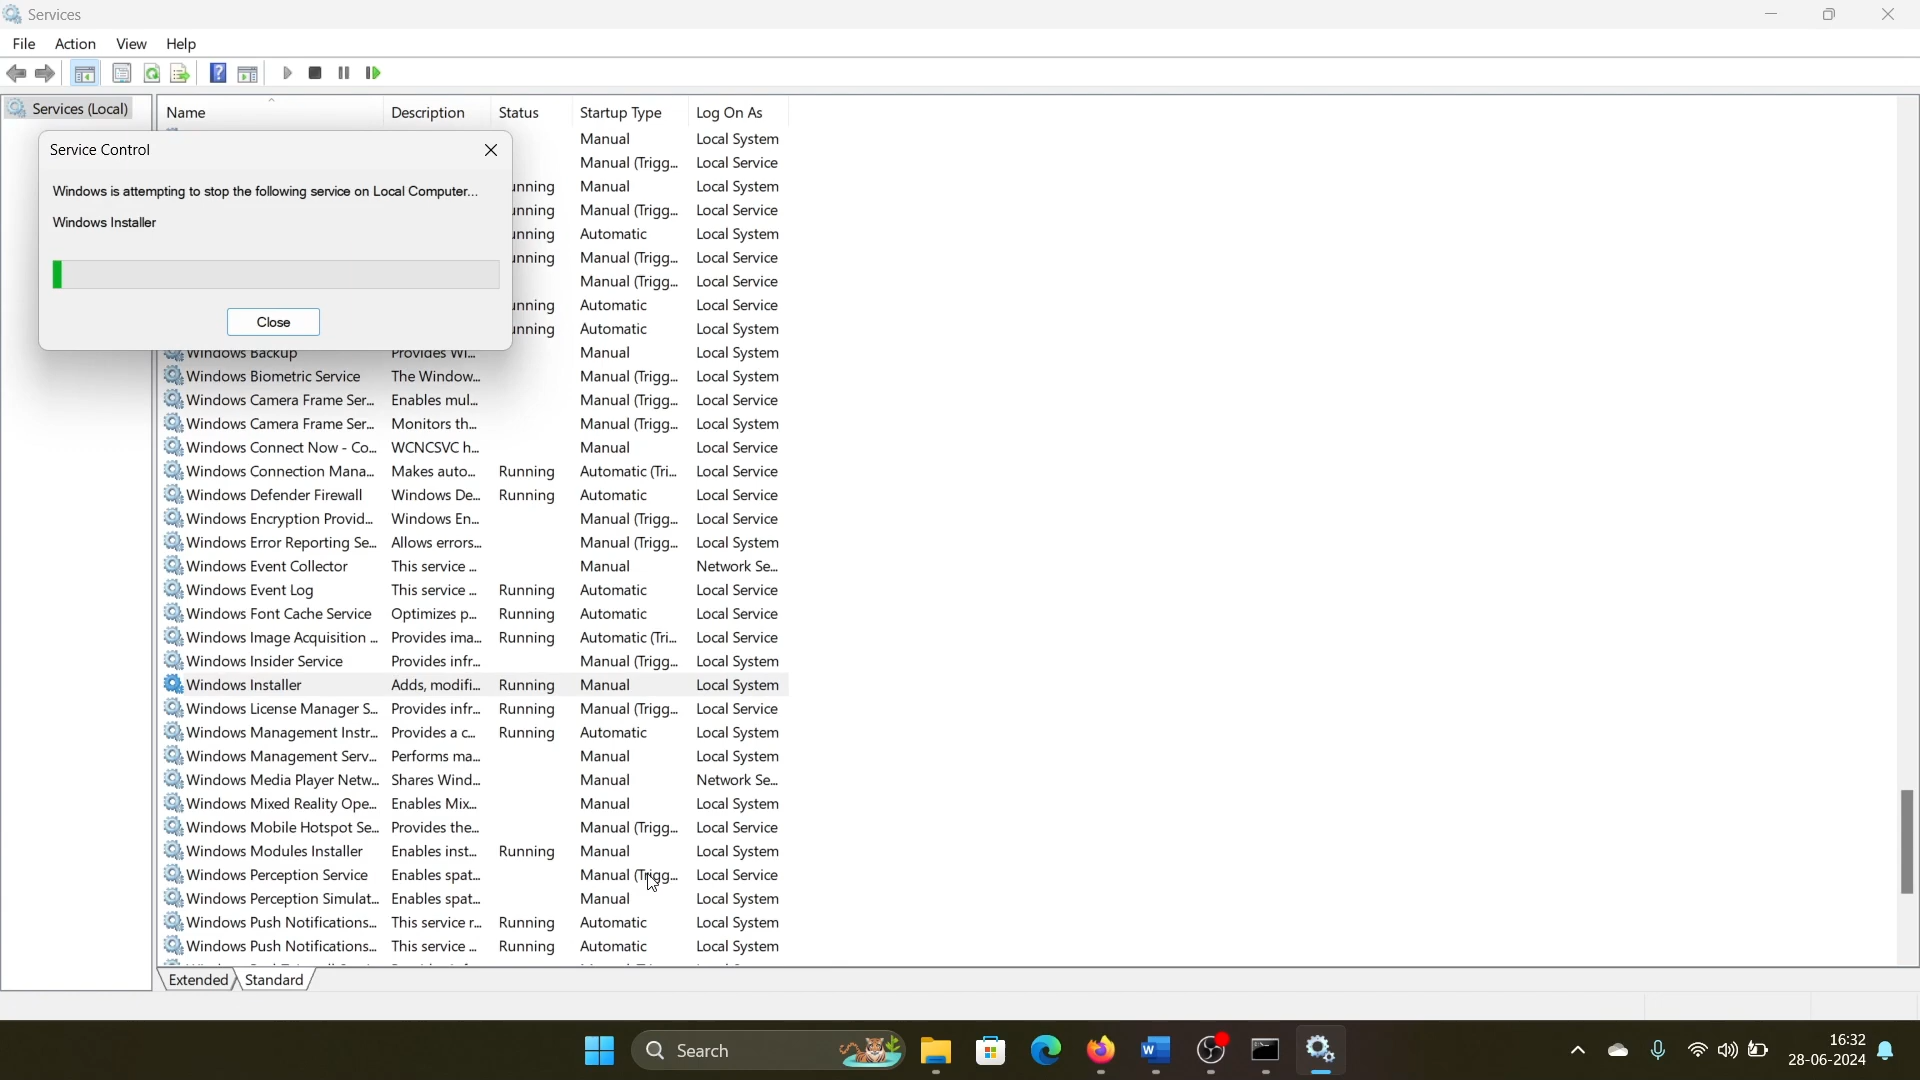 Services
File Action View Help
Services (Local)
Name Description Status Startup Type Log On As
Service Control
Windows is attempting to stop the following service on Local Computer...
Windows Installer
Close
Manual Local System
Manual (Trigg... Local Service
unning Manual Local System
unning Manual (Trigg... Local Service
unning Automatic Local System
unning Manual (Trigg... Local Service
Manual (Trigg... Local Service
unning Automatic Local Service
unning Automatic Local System
Windows Backup Provides Wi... Manual Local System
Windows Biometric Service The Window... Manual (Trigg... Local System
Windows Camera Frame Ser... Enables mul... Manual (Trigg... Local Service
Windows Camera Frame Ser... Monitors th... Manual (Trigg... Local System
Windows Connect Now - Co... WCNCSVC h... Manual Local Service
Windows Connection Mana... Makes auto... Running Automatic (Tri... Local Service
Windows Defender Firewall Windows De... Running Automatic Local Service
Windows Encryption Provid... Windows En... Manual (Trigg... Local Service
Windows Error Reporting Se... Allows errors... Manual (Trigg... Local System
Windows Event Collector This service ... Manual Network Se...
Windows Event Log This service ... Running Automatic Local Service
Windows Font Cache Service Optimizes p... Running Automatic Local Service
Windows Image Acquisition ... Provides ima... Running Automatic (Tri... Local Service
Windows Insider Service Provides infr... Manual (Trigg... Local System
Windows Installer Adds, modifi... Running Manual Local System
Windows License Manager S... Provides infr... Running Manual (Trigg... Local Service
Windows Management Instr... Provides a c... Running Automatic Local System
Windows Management Serv... Performs ma... Manual Local System
Windows Media Player Netw... Shares Wind... Manual Network Se...
Windows Mixed Reality Ope... Enables Mix... Manual Local System
Windows Mobile Hotspot Se... Provides the... Manual (Trigg... Local Service
Windows Modules Installer Enables inst... Running Manual Local System
Windows Perception Service Enables spat... Manual (Trigg... Local Service
Windows Perception Simulat... Enables spat... Manual Local System
Windows Push Notifications... This service r... Running Automatic Local System
Windows Push Notifications... This service ... Running Automatic Local System
Extended Standard
Search
16:32
28-06-2024